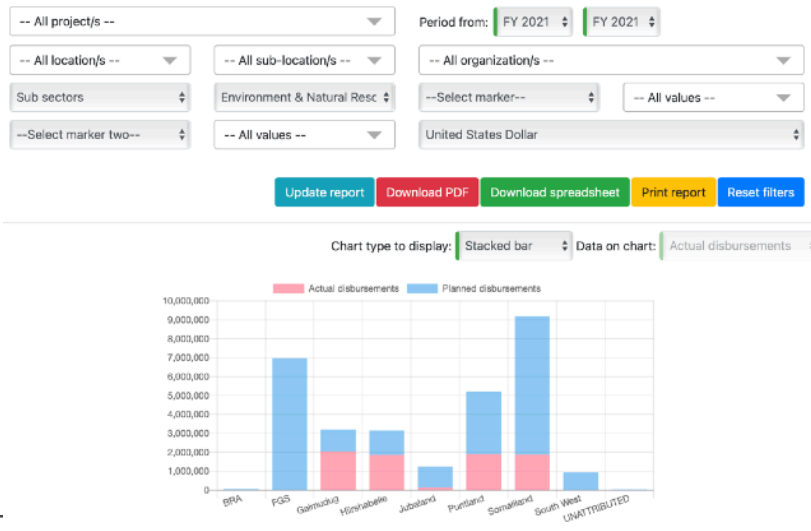 -- All project/s -- Period from: FY 2021 FY 2021
-- All location/s -- -- All sub-location/s -- -- All organization/s --
Sub sectors Environment & Natural Resc --Select marker-- -- All values --
--Select marker two-- -- All values -- United States Dollar
Update report Download PDF Download spreadsheet Print report Reset filters
Chart type to display: Stacked bar Data on chart: Actual disbursements
Actual disbursements Planned disbursements
10,000,000
9,000,000
8,000,000
7,000,000
6,000,000
5,000,000
4,000,000
3,000,000
2,000,000
1,000,000
0
BRA FGS Galmudug Hirshabelle Jubaland Puntland Somaliland South West UNATTRIBUTED